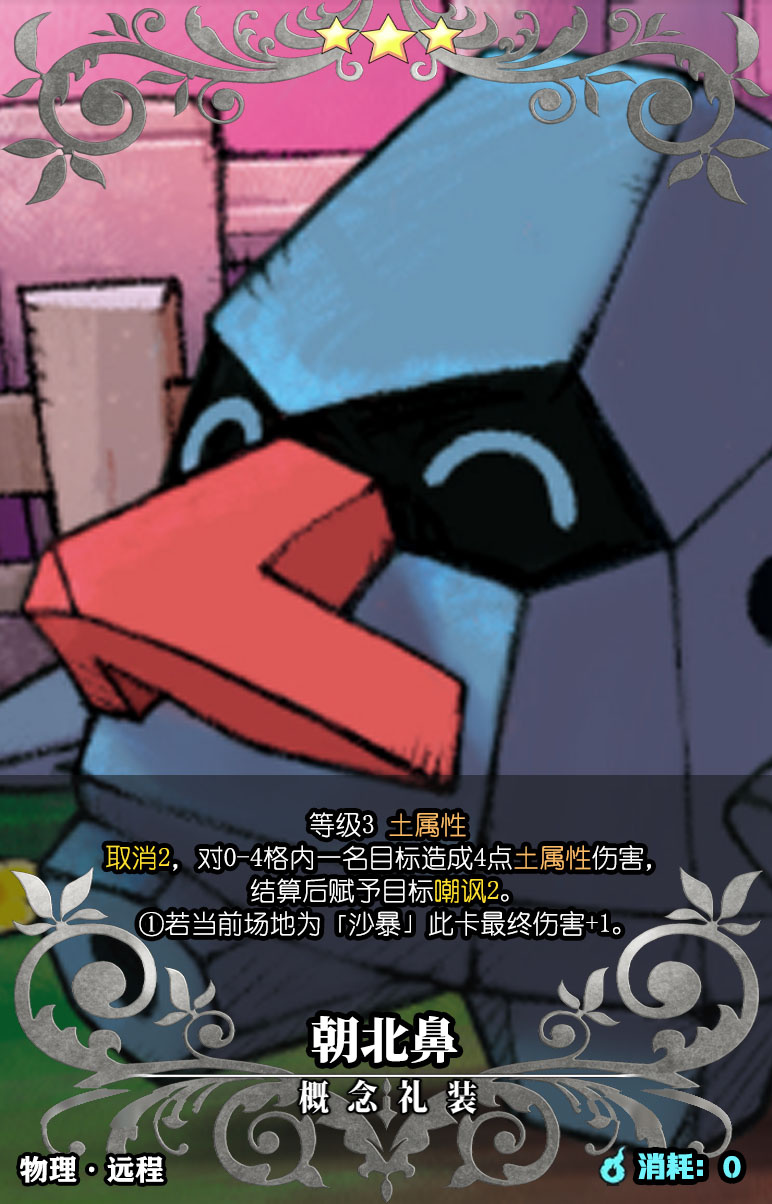 等级3 土属性
取消2，对0-4格内一名目标造成4点土属性伤害，
结算后赋予目标嘲讽2。
①若当前场地为「沙暴」此卡最终伤害+1。
朝北鼻
概念礼装
物理·远程
消耗：0